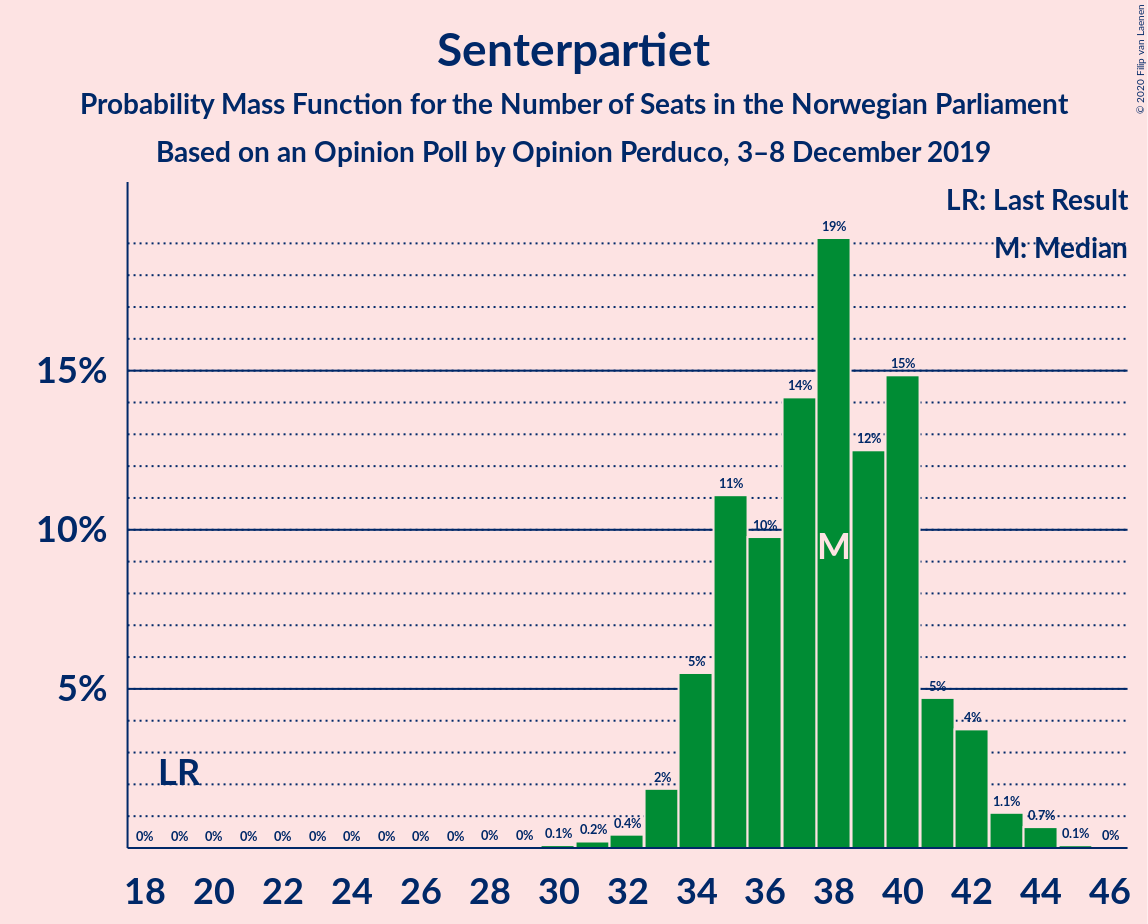 Senterpartiet
Probability Mass Function for the Number of Seats in the Norwegian Parliament
Based on an Opinion Poll by Opinion Perduco, 3–8 December 2019
© 2020 Filip van Laenen
LR: Last Result
M: Median
15%
10%
5%
LR
M
0% 0% 0% 0% 0% 0% 0% 0% 0% 0% 0% 0% 0.1% 0.2% 0.4% 2% 5% 11% 10% 14% 19% 12% 15% 5% 4% 1.1% 0.7% 0.1% 0%
18 20 22 24 26 28 30 32 34 36 38 40 42 44 46